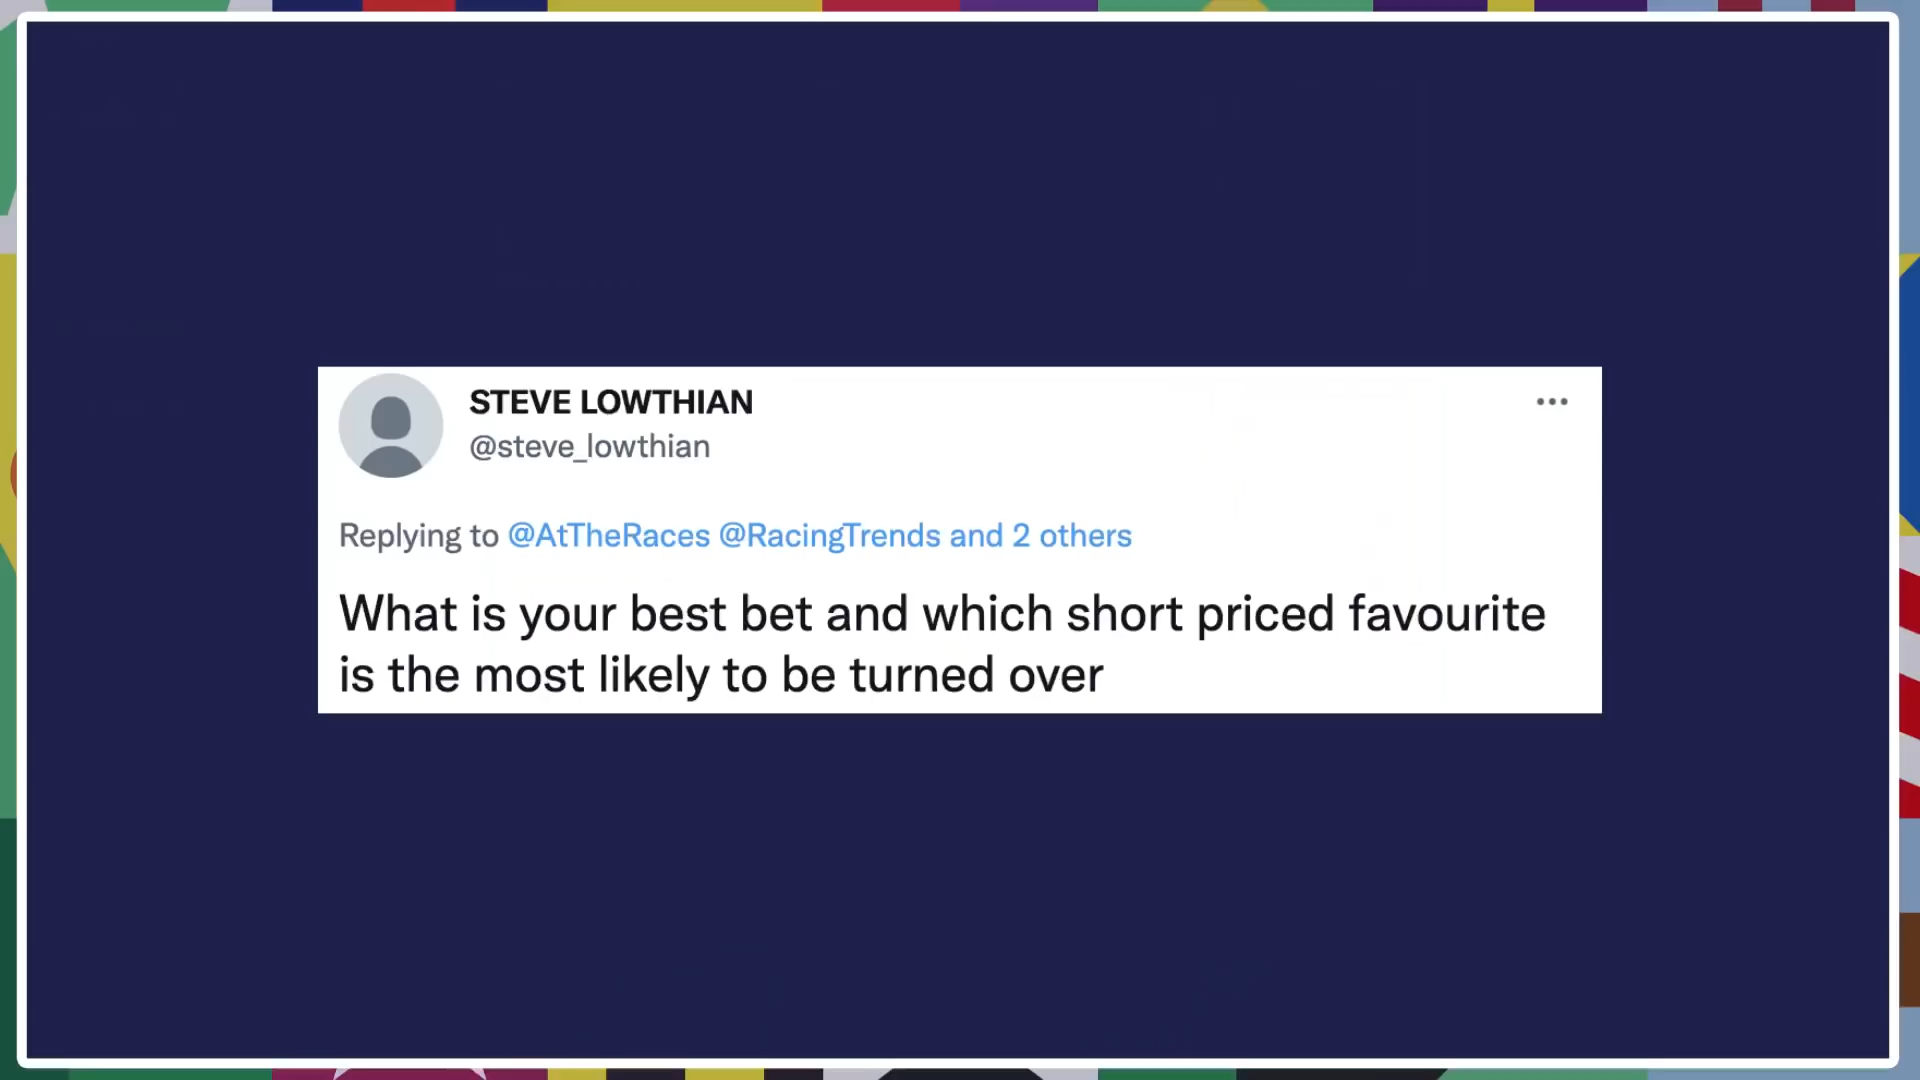 STEVE LOWTHIAN
@steve_lowthian
Replying to @AtTheRaces @RacingTrends and 2 others
What is your best bet and which short priced favourite
is the most likely to be turned over